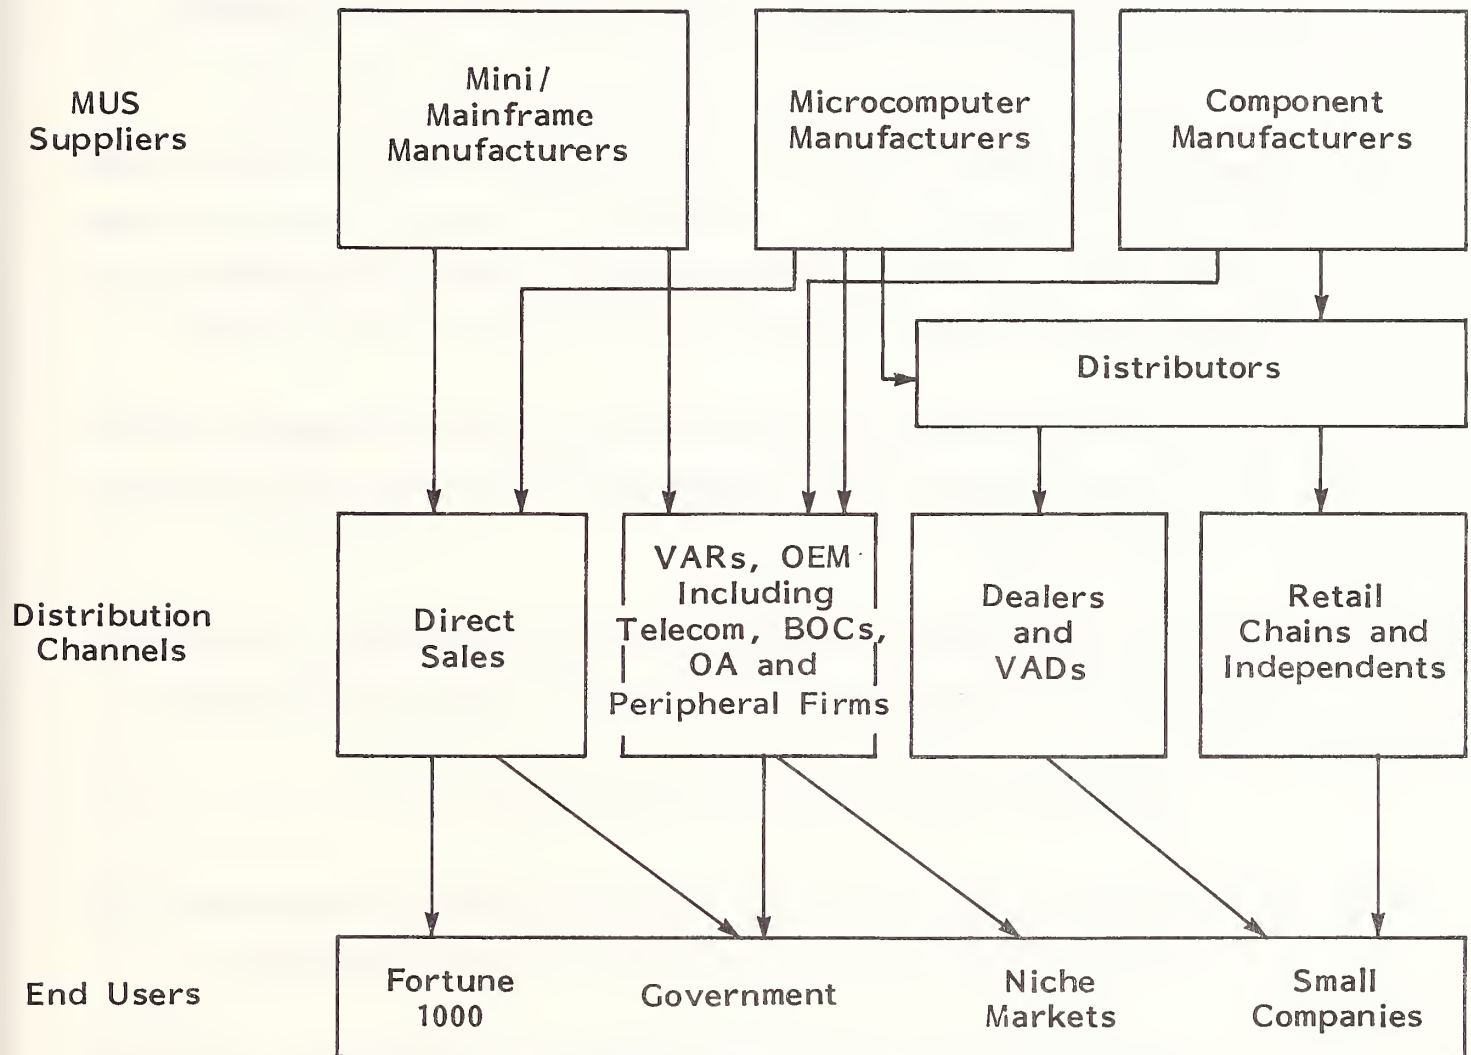 MUS
Suppliers
Mini/
Mainframe
Manufacturers
Microcomputer
Manufacturers
Component
Manufacturers
Distributors
Distribution
Channels
Direct
Sales
VARs, OEM
Including
Telecom, BOCs,
OA and
Peripheral Firms
Dealers
and
VADs
Retail
Chains and
Independents
End Users
Fortune
1000
Government
Niche
Markets
Small
Companies